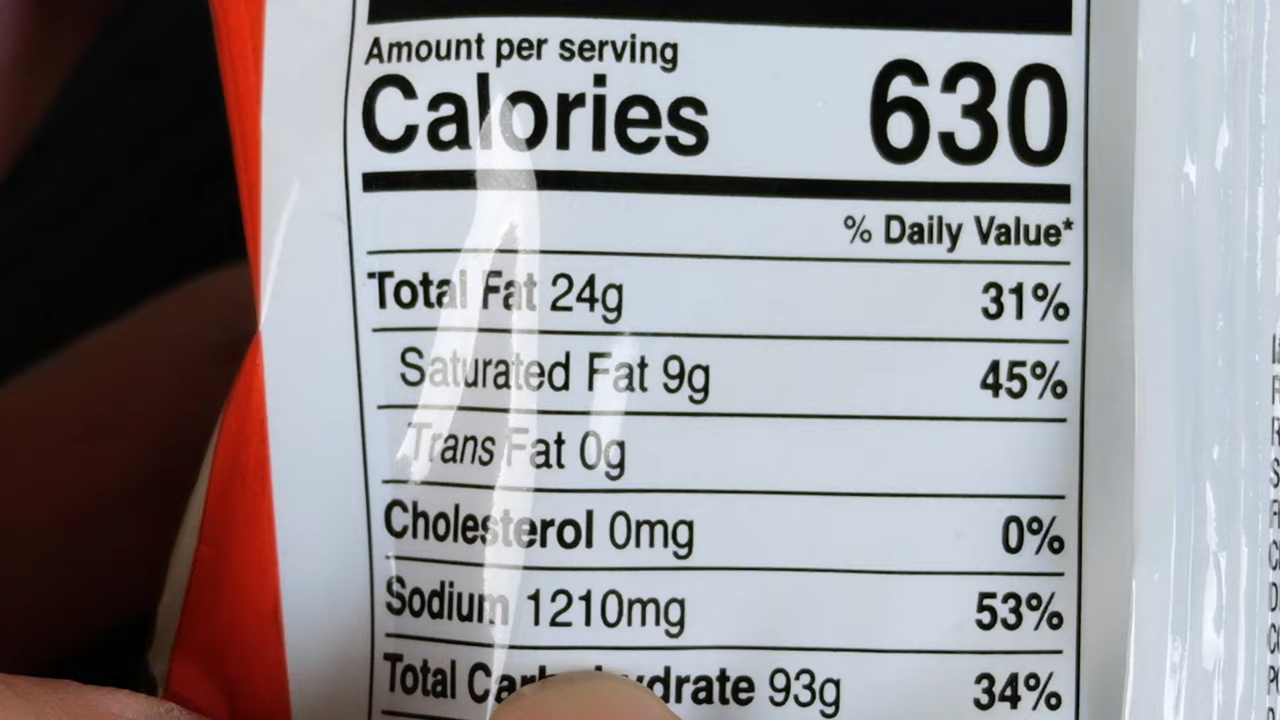 Amount per serving
Calories 630
% Daily Value*
Total Fat 24g 31%
Saturated Fat 9g 45%
Trans Fat 0g
Cholesterol 0mg 0%
Sodium 1210mg 53%
Total Carbohydrate 93g 34%